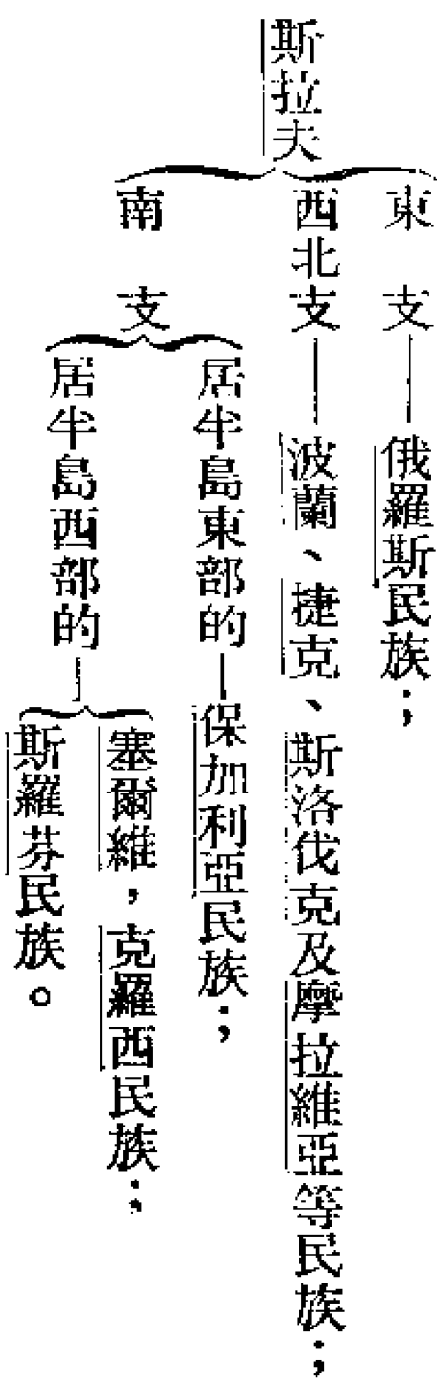 斯拉夫
東支——俄羅斯民族；
西北支——波蘭、捷克、斯洛伐克及摩拉維亞等民族；
南支
居半島東部的—保加利亞民族；
居半島西部的—
塞爾維，克羅西民族；
斯羅芬民族。